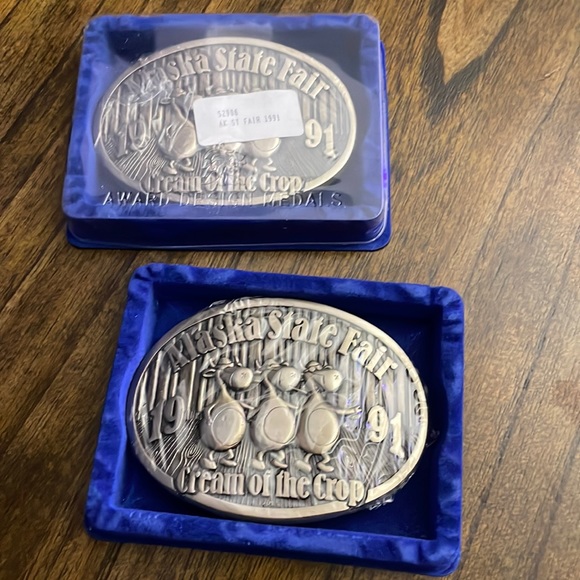 Alaska State Fair
52986
AK ST FAIR 1991
19 91
Cream of the Crop
AWARD DESIGN MEDALS
Alaska State Fair
19 91
Cream of the Crop